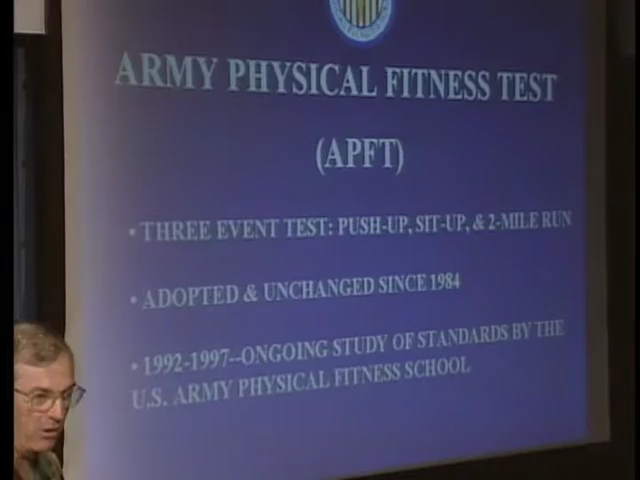 ARMY PHYSICAL FITNESS TEST
(APFT)
• THREE EVENT TEST: PUSH-UP, SIT-UP, & 2-MILE RUN
• ADOPTED & UNCHANGED SINCE 1984
• 1992-1997--ONGOING STUDY OF STANDARDS BY THE
U.S. ARMY PHYSICAL FITNESS SCHOOL